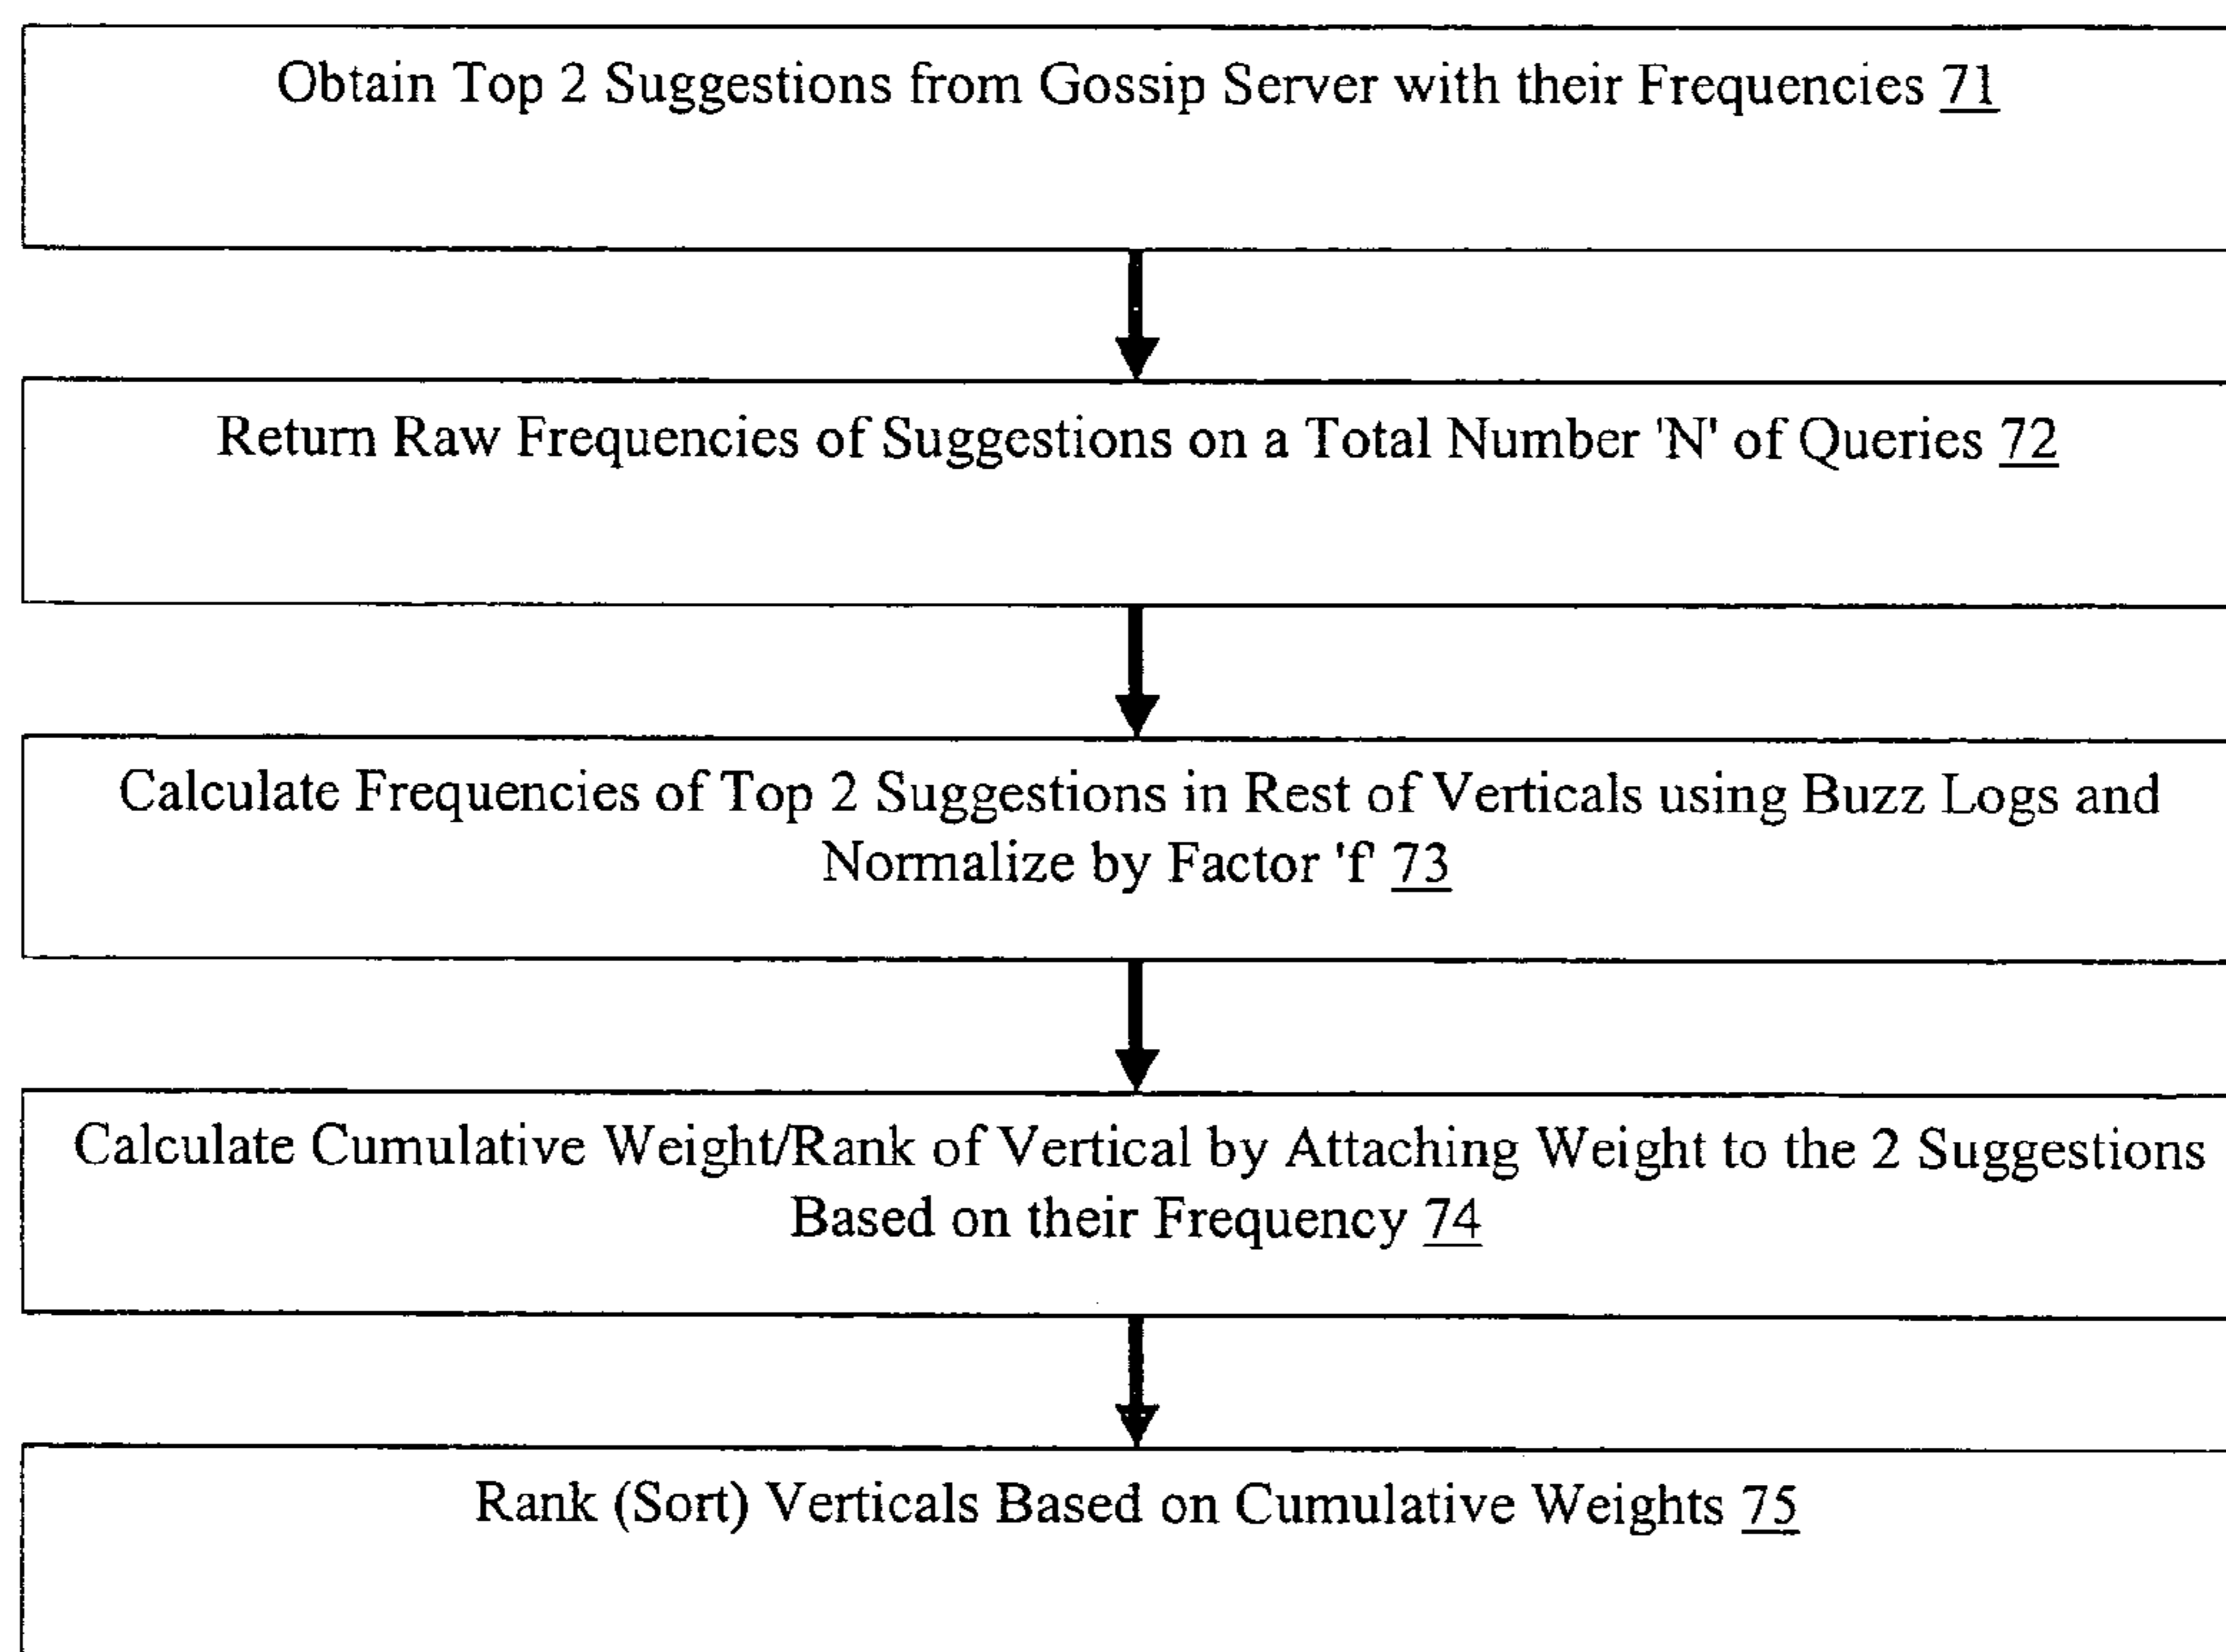 Obtain Top 2 Suggestions from Gossip Server with their Frequencies 71
Return Raw Frequencies of Suggestions on a Total Number 'N' of Queries 72
Calculate Frequencies of Top 2 Suggestions in Rest of Verticals using Buzz Logs and
Normalize by Factor 'f' 73
Calculate Cumulative Weight/Rank of Vertical by Attaching Weight to the 2 Suggestions
Based on their Frequency 74
Rank (Sort) Verticals Based on Cumulative Weights 75